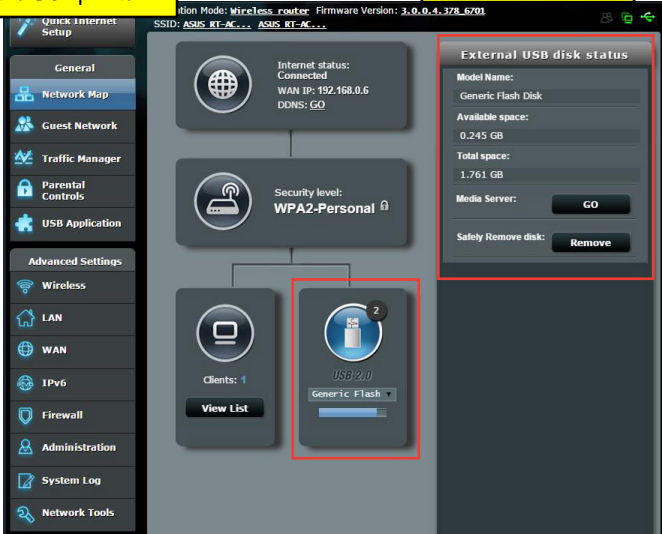 Quick Internet
Setup
tion Mode: Wireless router Firmware Version: 3.0.0.4.378_6701
SSID: ASUS RT-AC... ASUS RT-AC...
General
Network Map
Guest Network
Traffic Manager
Parental
Controls
USB Application
Advanced Settings
Wireless
LAN
WAN
IPv6
Firewall
Administration
System Log
Network Tools
Internet status:
Connected
WAN IP: 192.168.0.6
DDNS: GO
Security level:
WPA2-Personal
Clients: 1
View List
2
USB 2.0
Generic Flash
External USB disk status
Model Name:
Generic Flash Disk
Available space:
0.245 GB
Total space:
1.761 GB
Media Server: GO
Safely Remove disk: Remove